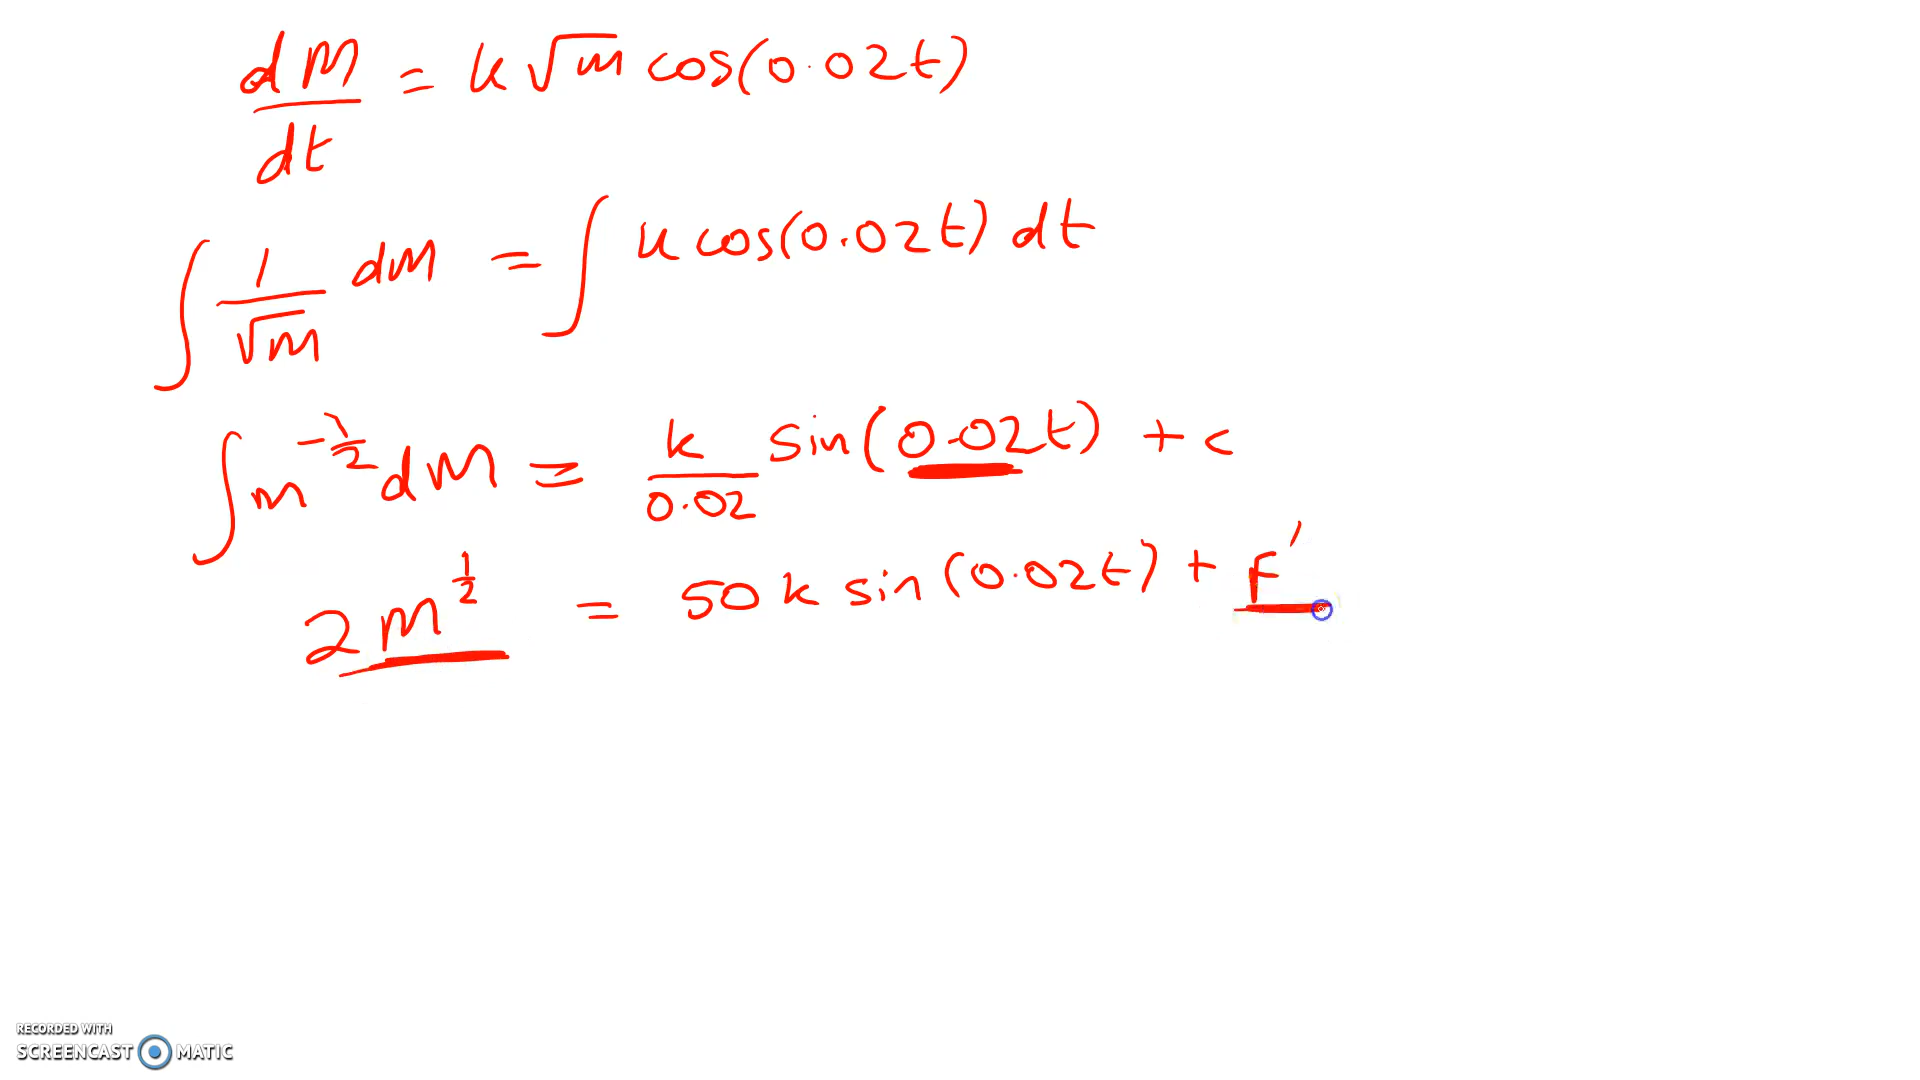 dM/dt = k√m cos(0.02t)
∫ 1/√m dM = ∫ k cos(0.02t) dt
∫ m^(-1/2) dM = k/0.02 sin(0.02t) + c
2m^(1/2) = 50k sin(0.02t) + F'
RECORDED WITH
SCREENCAST MATIC